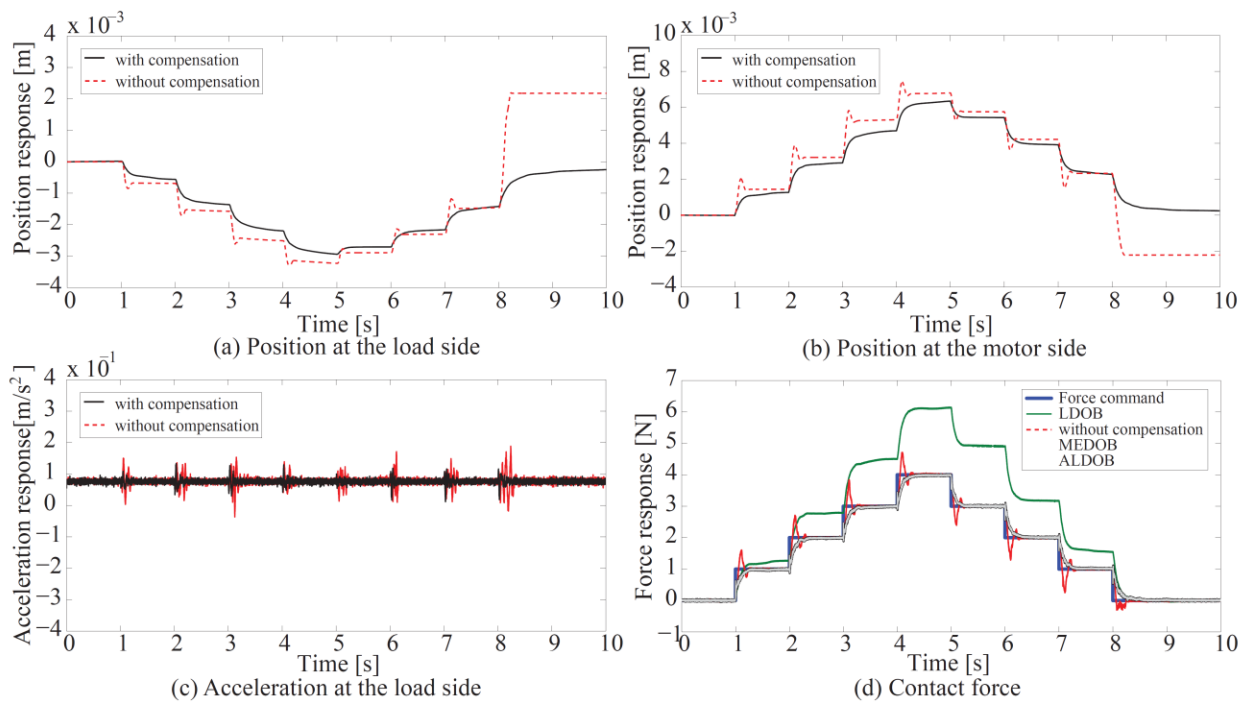 x 10⁻³
4
3
2
1
0
−1
−2
−3
−4
Position response [m]
with compensation
without compensation
0 1 2 3 4 5 6 7 8 9 10
Time [s]
(a) Position at the load side
x 10⁻³
10
8
6
4
2
0
−2
−4
Position response [m]
with compensation
without compensation
0 1 2 3 4 5 6 7 8 9 10
Time [s]
(b) Position at the motor side
x 10⁻¹
4
3
2
1
0
−1
−2
−3
−4
Acceleration response[m/s²]
with compensation
without compensation
0 1 2 3 4 5 6 7 8 9 10
Time [s]
(c) Acceleration at the load side
7
6
5
4
3
2
1
0
−1
Force response [N]
Force command
LDOB
without compensation
MEDOB
ALDOB
0 1 2 3 4 5 6 7 8 9 10
Time [s]
(d) Contact force